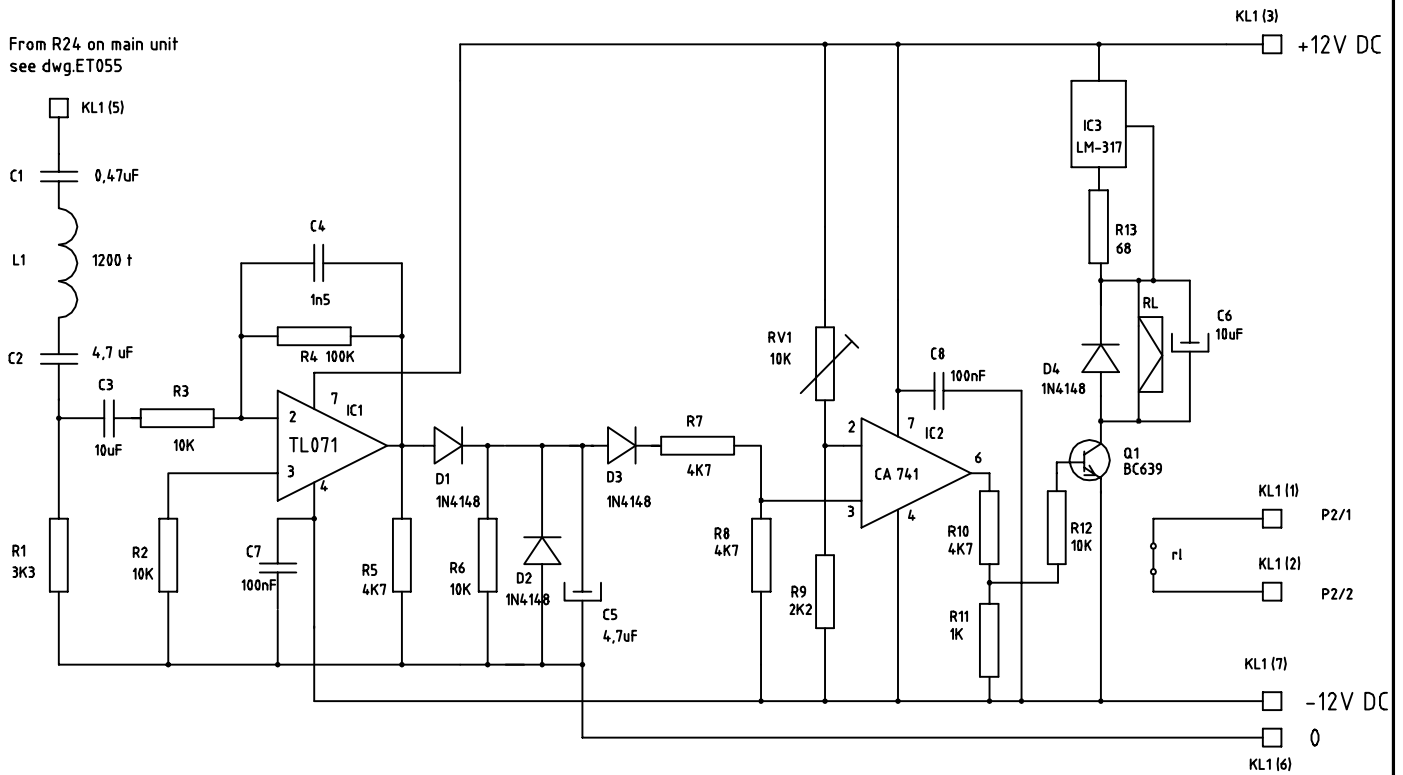 KL1 (3)
+12V DC
From R24 on main unit
see dwg.ET055
KL1 (5)
C1
0,47uF
L1
1200 t
C2
4,7 uF
C3
10uF
R3
10K
C4
1n5
R4 100K
7
IC1
2
TL071
3
4
R1
3K3
R2
10K
C7
100nF
R5
4K7
D1
1N4148
R6
10K
D2
1N4148
C5
4,7uF
D3
1N4148
R7
4K7
R8
4K7
RV1
10K
R9
2K2
C8
100nF
2
7
IC2
CA 741
6
3
4
R10
4K7
R11
1K
R12
10K
IC3
LM-317
R13
68
RL
C6
10uF
D4
1N4148
Q1
BC639
KL1 (1)
P2/1
rl
KL1 (2)
P2/2
KL1 (7)
-12V DC
0
KL1 (6)